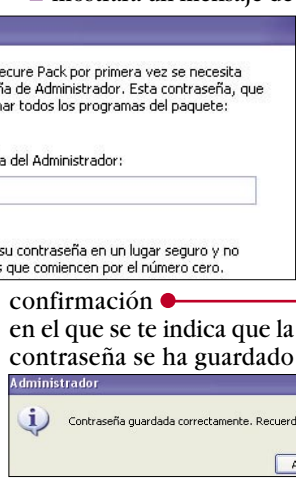 mostrará un mensaje de
ecure Pack por primera vez se necesita
ña de Administrador. Esta contraseña, que
nar todos los programas del paquete:
a del Administrador:
su contraseña en un lugar seguro y no
s que comiencen por el número cero.
confirmación
en el que se te indica que la
contraseña se ha guardado
Administrador
Contraseña guardada correctamente. Recuerd
A